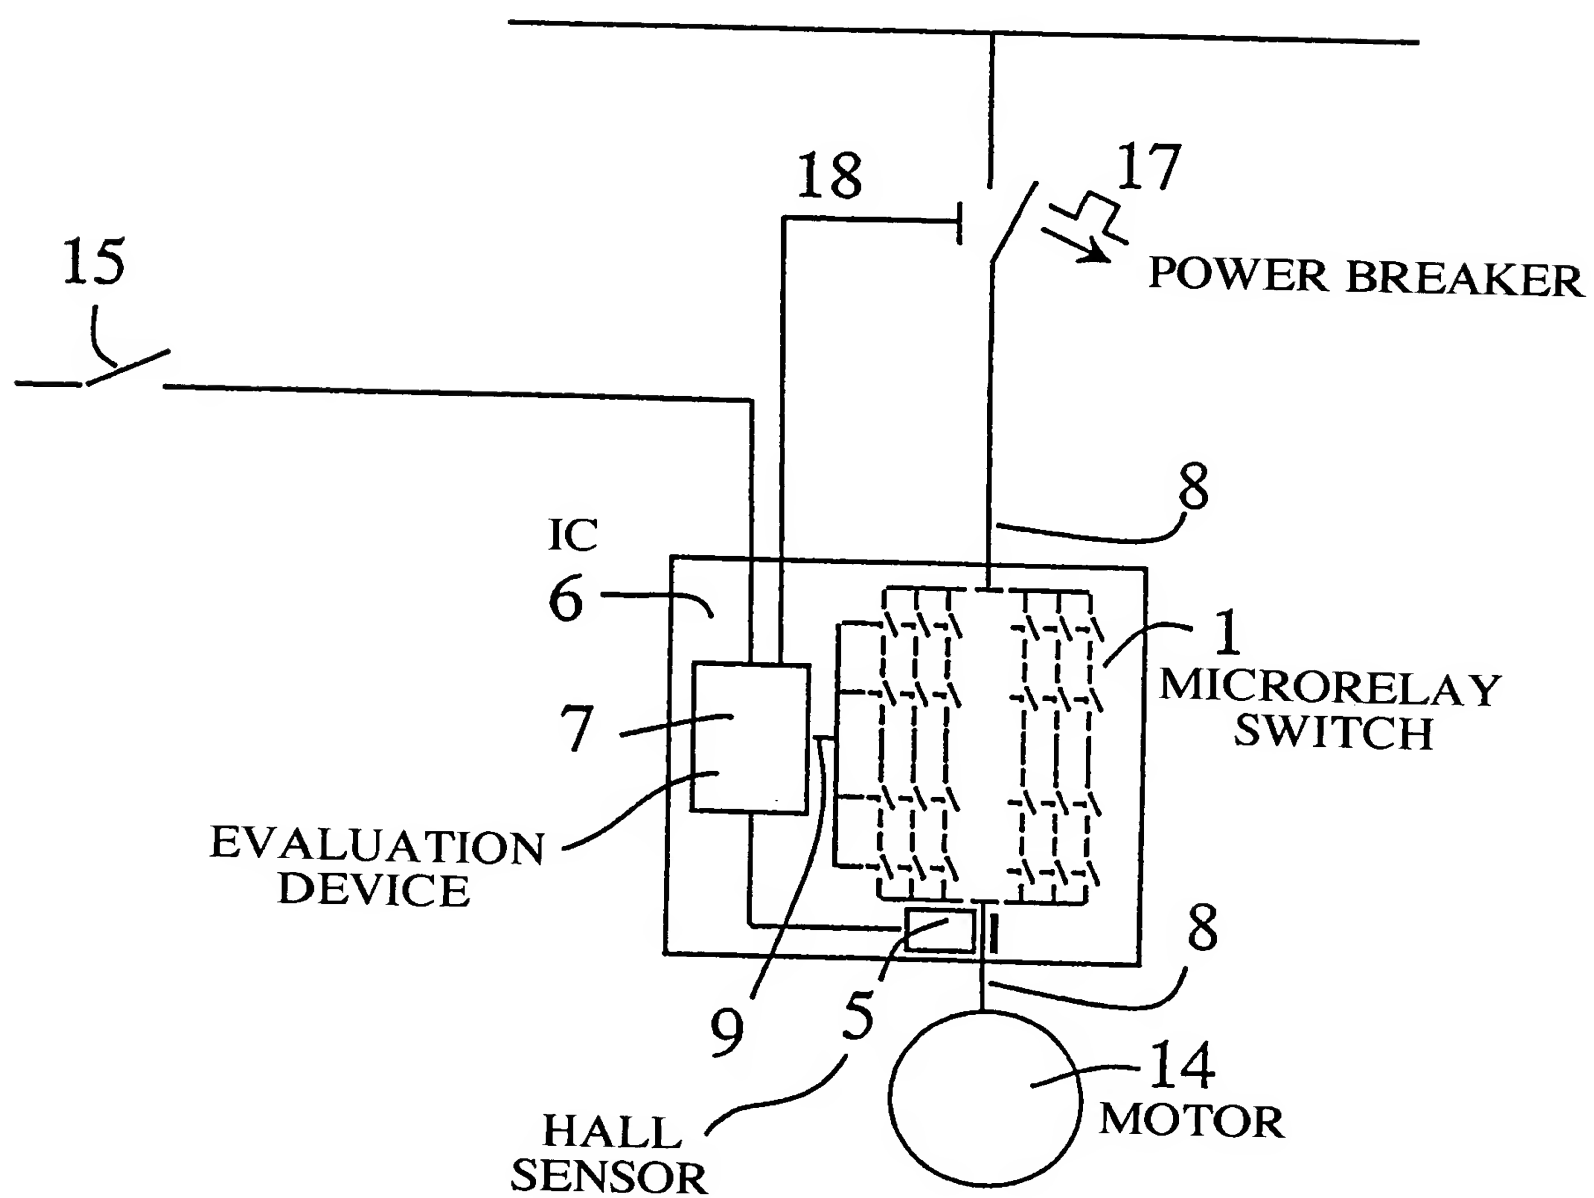 18
17
POWER BREAKER
15
8
IC
6
1
MICRORELAY
SWITCH
7
EVALUATION
DEVICE
9
5
8
14
MOTOR
HALL
SENSOR